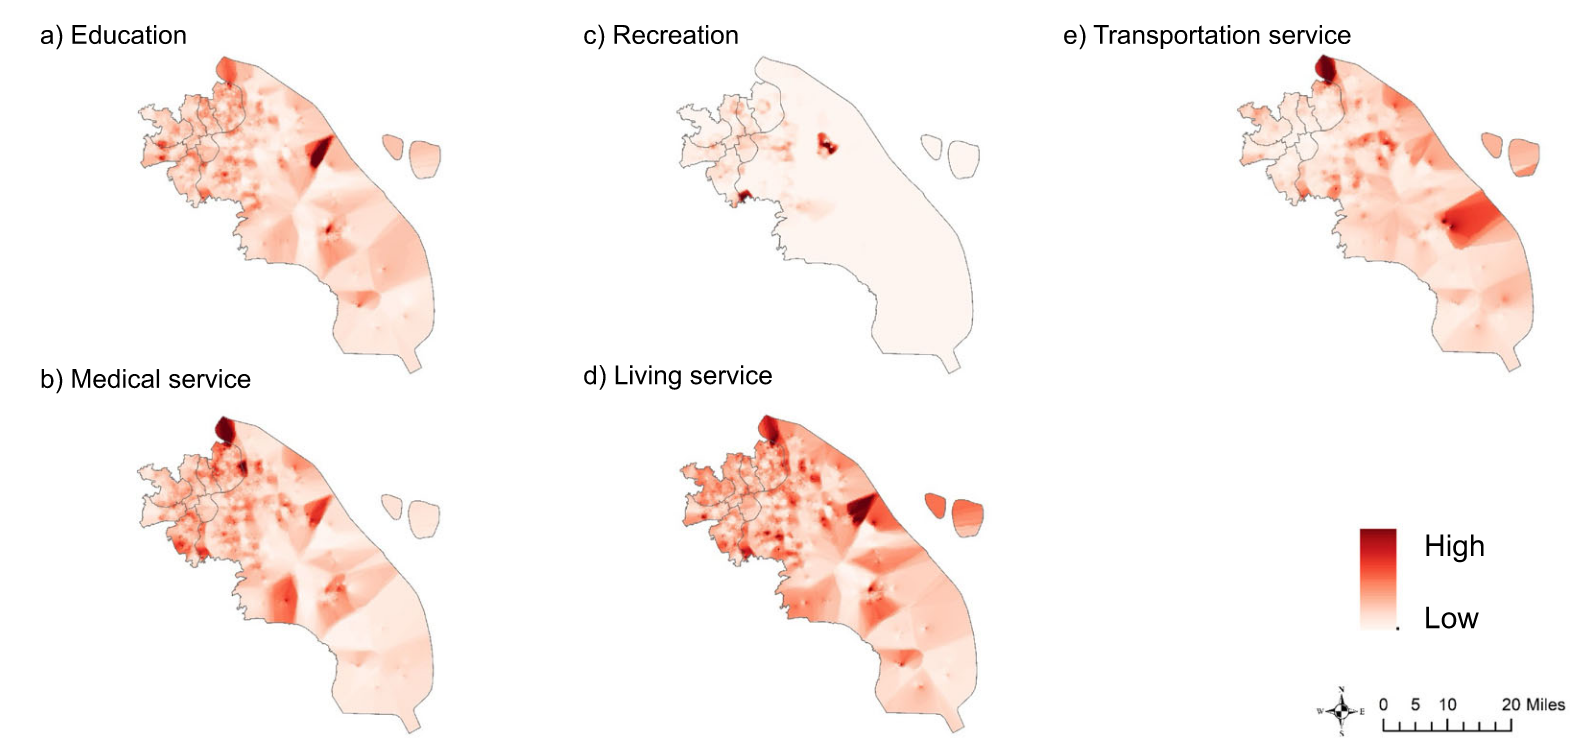 a) Education
c) Recreation
e) Transportation service
b) Medical service
d) Living service
High
Low
N
W E
S
0 5 10 20 Miles